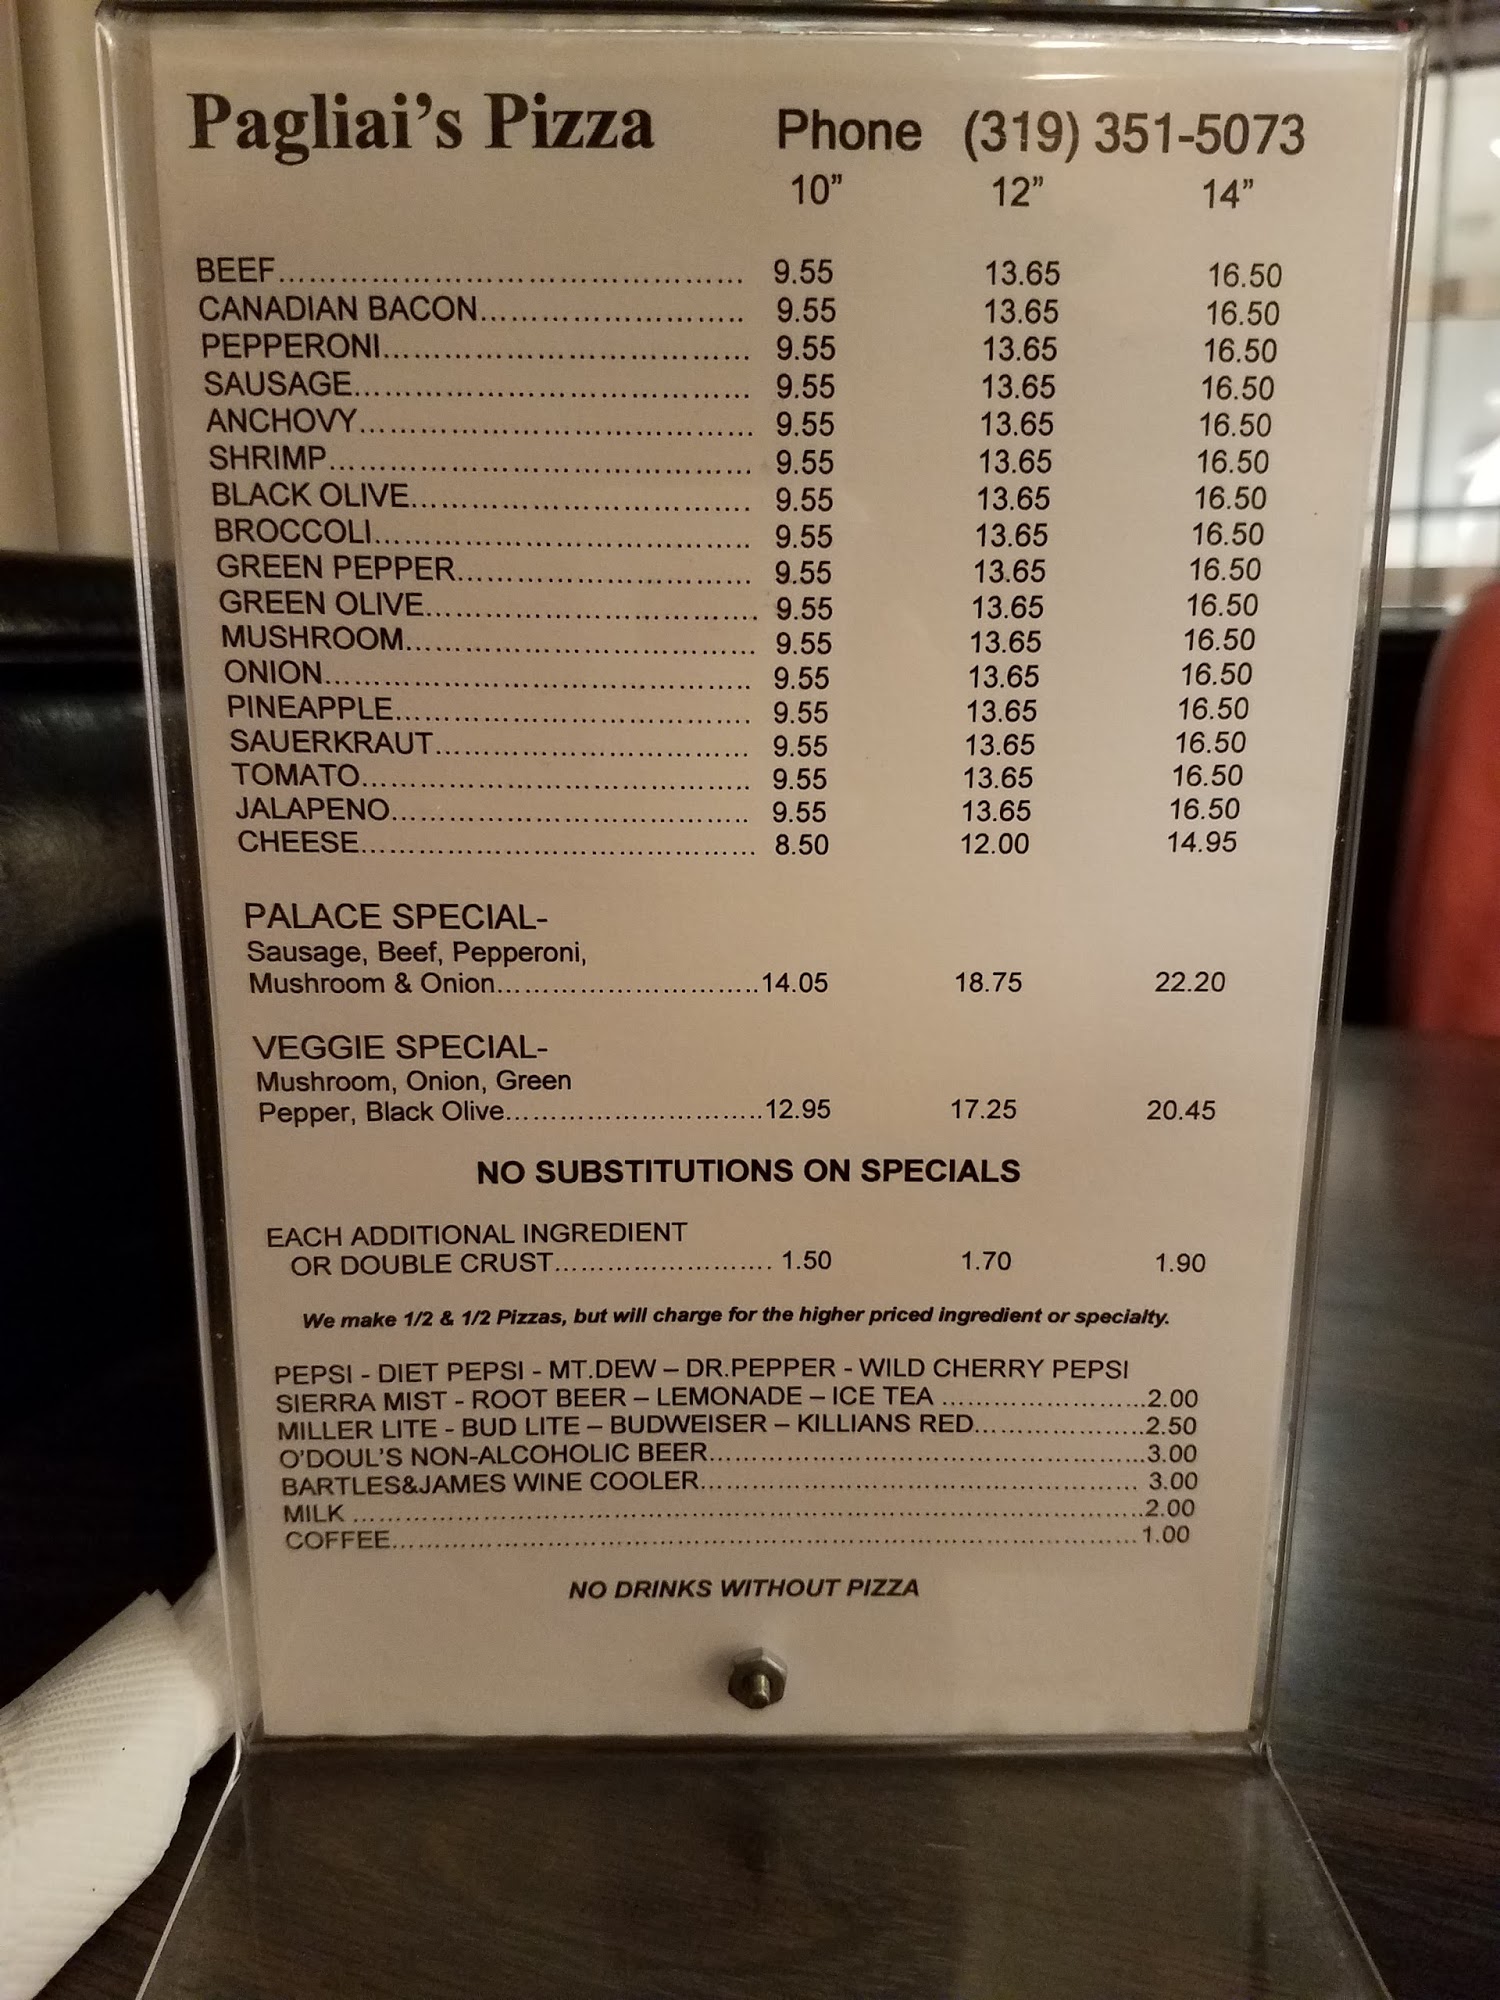 Pagliai's Pizza Phone (319) 351-5073
10" 12" 14"
BEEF................................................ 9.55 13.65 16.50
CANADIAN BACON............................ 9.55 13.65 16.50
PEPPERONI...................................... 9.55 13.65 16.50
SAUSAGE......................................... 9.55 13.65 16.50
ANCHOVY......................................... 9.55 13.65 16.50
SHRIMP............................................ 9.55 13.65 16.50
BLACK OLIVE................................... 9.55 13.65 16.50
BROCCOLI....................................... 9.55 13.65 16.50
GREEN PEPPER.............................. 9.55 13.65 16.50
GREEN OLIVE.................................. 9.55 13.65 16.50
MUSHROOM.................................... 9.55 13.65 16.50
ONION............................................. 9.55 13.65 16.50
PINEAPPLE..................................... 9.55 13.65 16.50
SAUERKRAUT................................. 9.55 13.65 16.50
TOMATO.......................................... 9.55 13.65 16.50
JALAPENO...................................... 9.55 13.65 16.50
CHEESE.......................................... 8.50 12.00 14.95
PALACE SPECIAL-
Sausage, Beef, Pepperoni,
Mushroom & Onion..............................14.05 18.75 22.20
VEGGIE SPECIAL-
Mushroom, Onion, Green
Pepper, Black Olive.............................12.95 17.25 20.45
NO SUBSTITUTIONS ON SPECIALS
EACH ADDITIONAL INGREDIENT
OR DOUBLE CRUST........................ 1.50 1.70 1.90
We make 1/2 & 1/2 Pizzas, but will charge for the higher priced ingredient or specialty.
PEPSI - DIET PEPSI - MT.DEW – DR.PEPPER - WILD CHERRY PEPSI
SIERRA MIST - ROOT BEER – LEMONADE – ICE TEA ........................2.00
MILLER LITE - BUD LITE – BUDWEISER – KILLIANS RED....................2.50
O'DOUL'S NON-ALCOHOLIC BEER....................................................3.00
BARTLES&JAMES WINE COOLER.................................................... 3.00
MILK ...............................................................................................2.00
COFFEE...........................................................................................1.00
NO DRINKS WITHOUT PIZZA